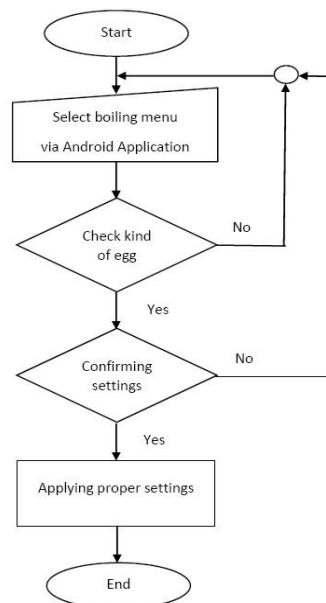 Start
Select boiling menu
via Android Application
Check kind
of egg
No
Yes
Confirming
settings
No
Yes
Applying proper settings
End